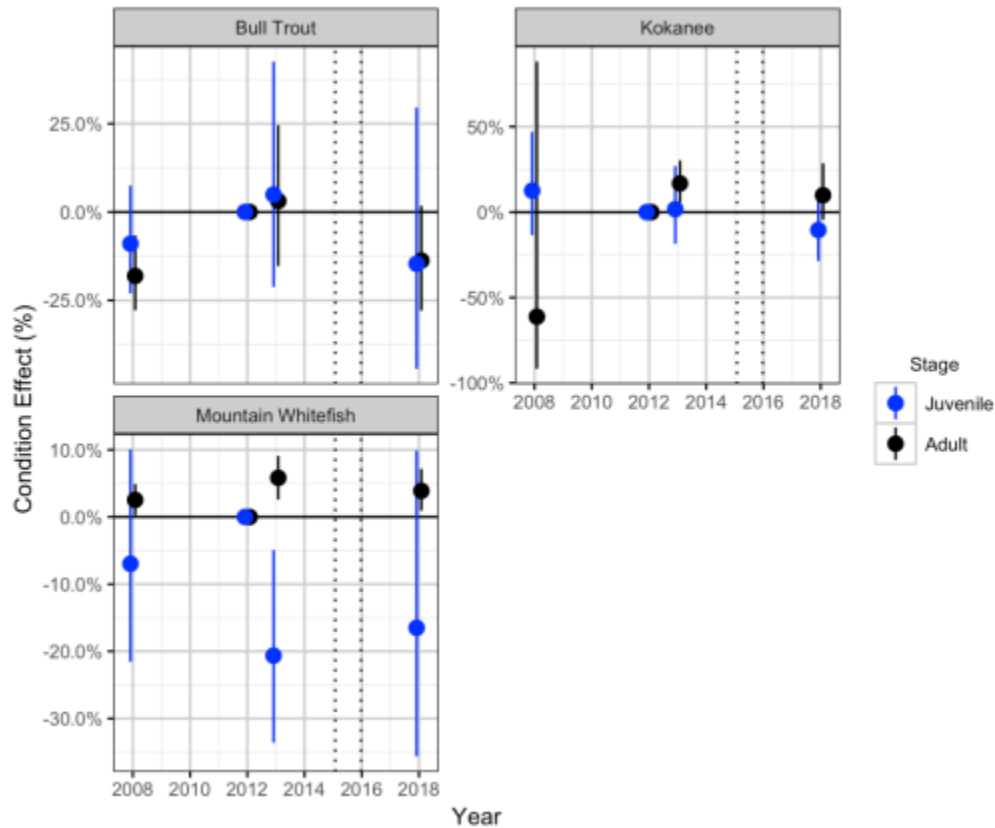 Bull Trout
Kokanee
25.0%
0.0%
-25.0%
50%
0%
-50%
-100%
2008 2010 2012 2014 2016 2018
Condition Effect (%)
Mountain Whitefish
10.0%
0.0%
-10.0%
-20.0%
-30.0%
2008 2010 2012 2014 2016 2018
Year
Stage
Juvenile
Adult